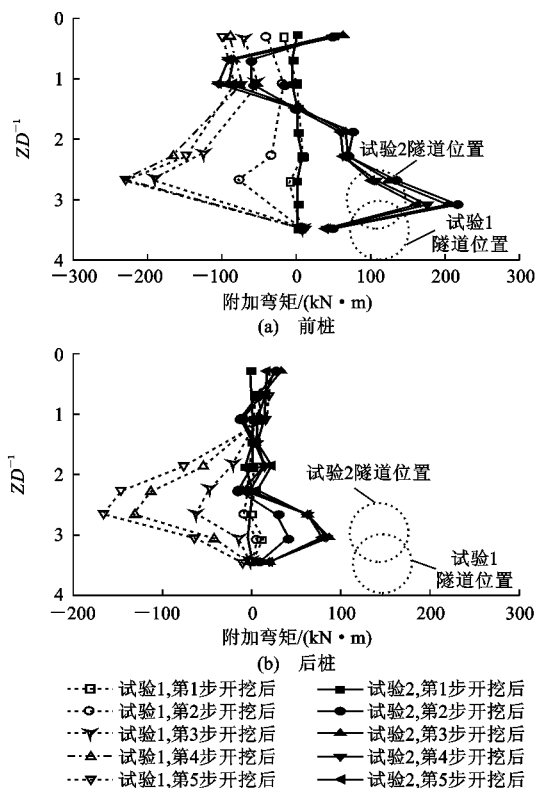 0
1
2
3
4
ZD⁻¹
试验2隧道位置
试验1
隧道位置
−300 −200 −100 0 100 200 300
附加弯矩/(kN·m)
(a) 前桩
0
1
2
3
4
ZD⁻¹
试验2隧道位置
试验1
隧道位置
−200 −100 0 100 200 300
附加弯矩/(kN·m)
(b) 后桩
试验1,第1步开挖后 试验2,第1步开挖后
试验1,第2步开挖后 试验2,第2步开挖后
试验1,第3步开挖后 试验2,第3步开挖后
试验1,第4步开挖后 试验2,第4步开挖后
试验1,第5步开挖后 试验2,第5步开挖后